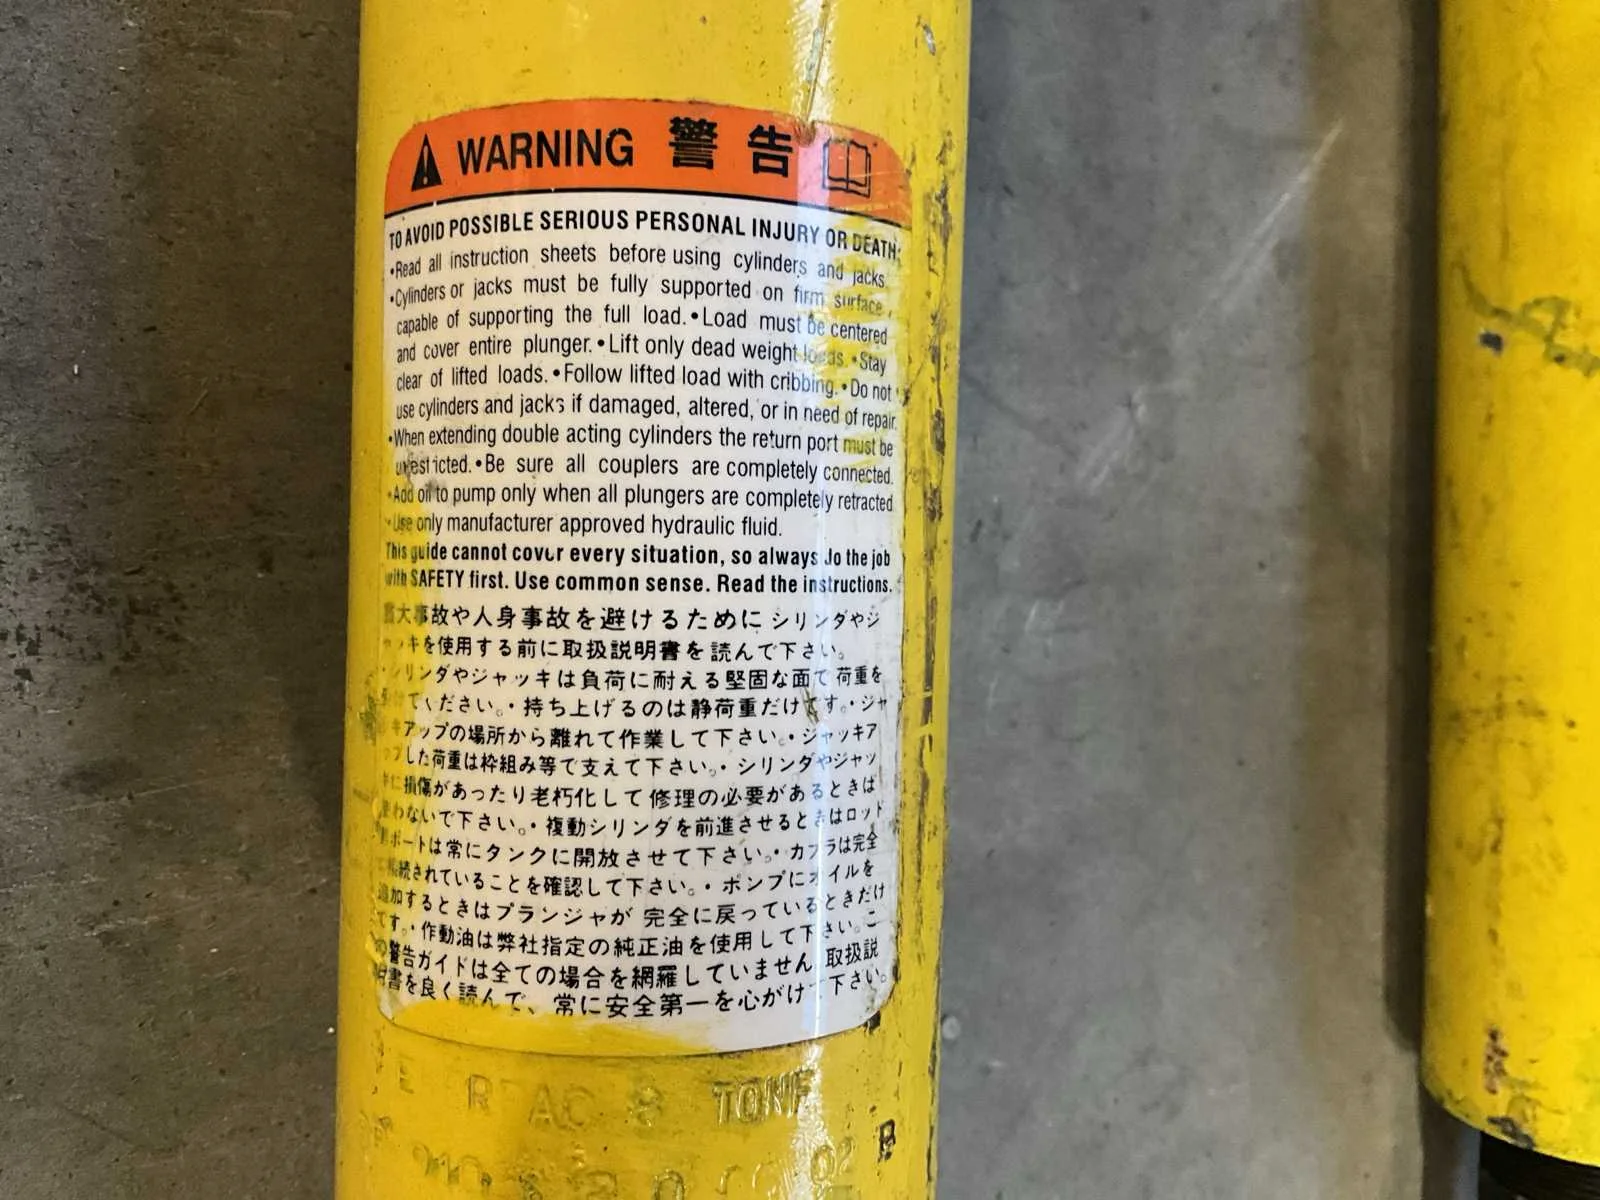 WARNING 警告
TO AVOID POSSIBLE SERIOUS PERSONAL INJURY OR DEATH:
•Read all instruction sheets before using cylinders and jacks
•Cylinders or jacks must be fully supported on firm surface,
capable of supporting the full load. •Load must be centered
and cover entire plunger. •Lift only dead weight loads. •Stay
clear of lifted loads. •Follow lifted load with cribbing. •Do not
use cylinders and jacks if damaged, altered, or in need of repair.
•When extending double acting cylinders the return port must be
unrestricted. •Be sure all couplers are completely connected.
•Add oil to pump only when all plungers are completely retracted
•Use only manufacturer approved hydraulic fluid.
This guide cannot cover every situation, so always do the job
with SAFETY first. Use common sense. Read the instructions.
大事故や人身事故を避けるために シリンダやジ
ャッキを使用する前に取扱説明書を読んで下さい。
・シリンダやジャッキは負荷に耐える堅固な面で荷重を
けてください。・持ち上げるのは静荷重だけです。・ジャ
キアップの場所から離れて作業して下さい。・ジャッキア
プした荷重は枠組み等で支えて下さい。・シリンダやジャッ
キに損傷があったり老朽化して修理の必要があるときは
使わないで下さい。・複動シリンダを前進させるときはロッド
側ポートは常にタンクに開放させて下さい。・カプラは完全
に接続されていることを確認して下さい。・ポンプにオイルを
追加するときはプランジャが完全に戻っているときだけ
です。・作動油は弊社指定の純正油を使用して下さい。こ
の警告ガイドは全ての場合を網羅していません。取扱説
明書を良く読んで、常に安全第一を心がけて下さい。
TONE
02 B